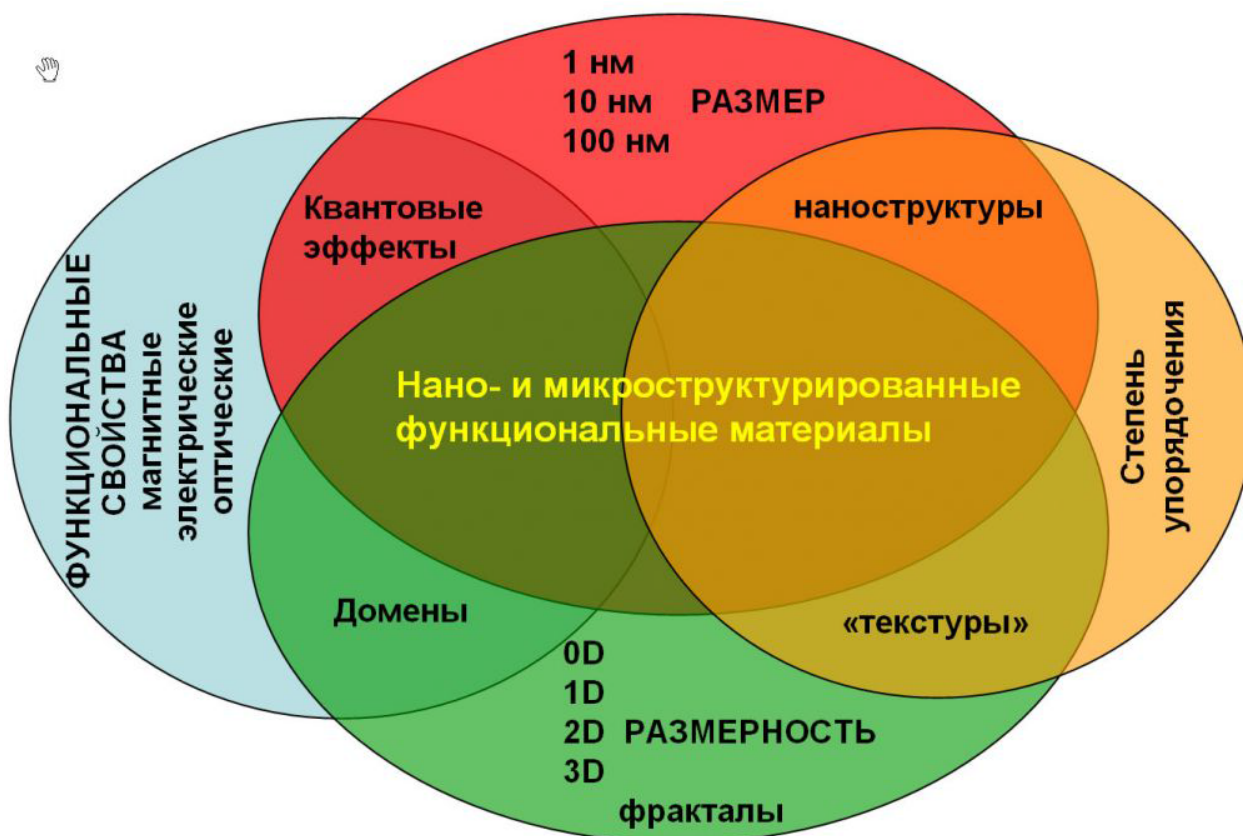 1 нм
10 нм РАЗМЕР
100 нм
Квантовые
эффекты
наноструктуры
ФУНКЦИОНАЛЬНЫЕ
СВОЙСТВА
магнитные
электрические
оптические
Нано- и микроструктурированные
функциональные материалы
Степень
упорядочения
Домены
«текстуры»
0D
1D
2D РАЗМЕРНОСТЬ
3D
фракталы